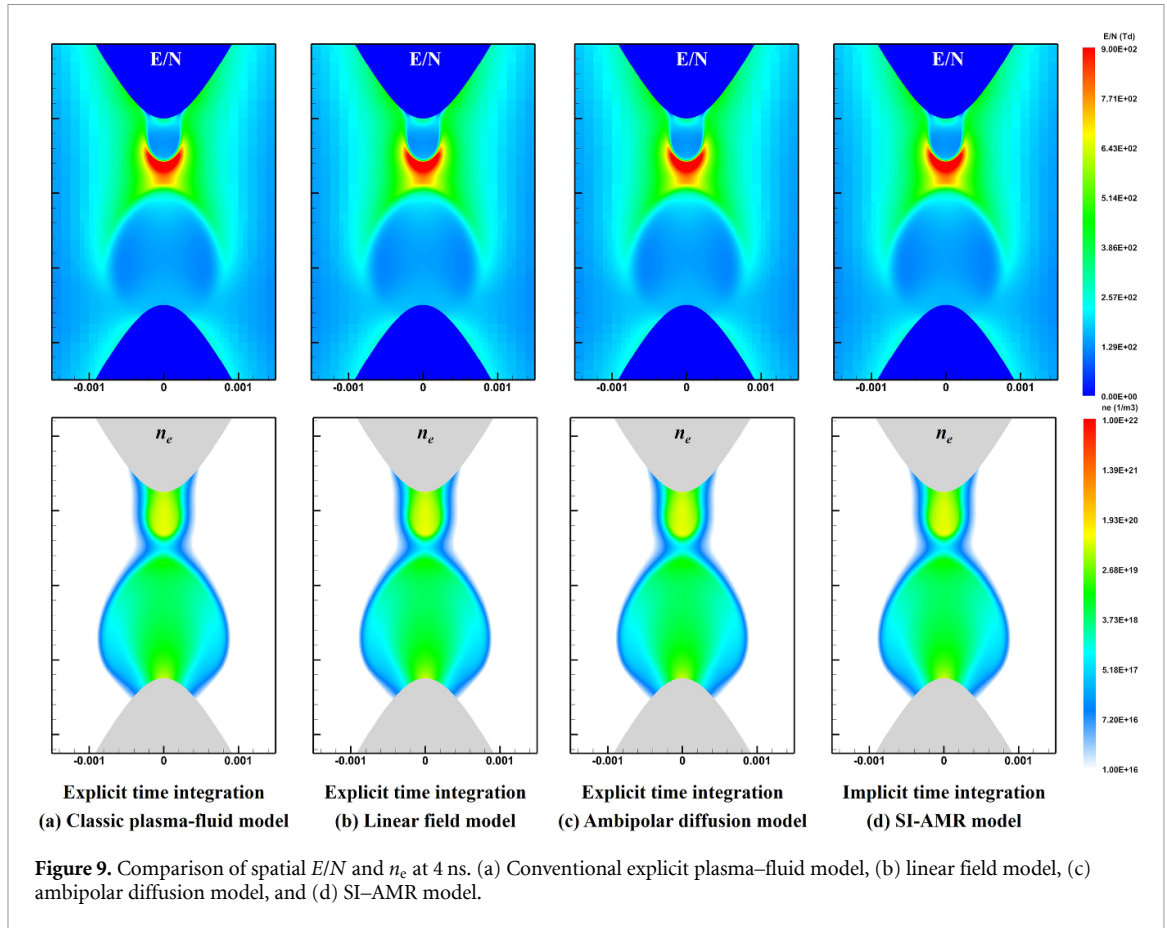 E/N E/N E/N E/N
E/N (Td)
9.00E+02
7.71E+02
6.43E+02
5.14E+02
3.86E+02
2.57E+02
1.29E+02
0.00E+00
-0.001 0 0.001 -0.001 0 0.001 -0.001 0 0.001 -0.001 0 0.001
ne (1/m3)
1.00E+22
1.39E+21
1.93E+20
2.68E+19
3.73E+18
5.18E+17
7.20E+16
1.00E+16
nₑ nₑ nₑ nₑ
-0.001 0 0.001 -0.001 0 0.001 -0.001 0 0.001 -0.001 0 0.001
Explicit time integration Explicit time integration Explicit time integration Implicit time integration
(a) Classic plasma-fluid model (b) Linear field model (c) Ambipolar diffusion model (d) SI-AMR model
Figure 9. Comparison of spatial E/N and nₑ at 4 ns. (a) Conventional explicit plasma–fluid model, (b) linear field model, (c)
ambipolar diffusion model, and (d) SI–AMR model.